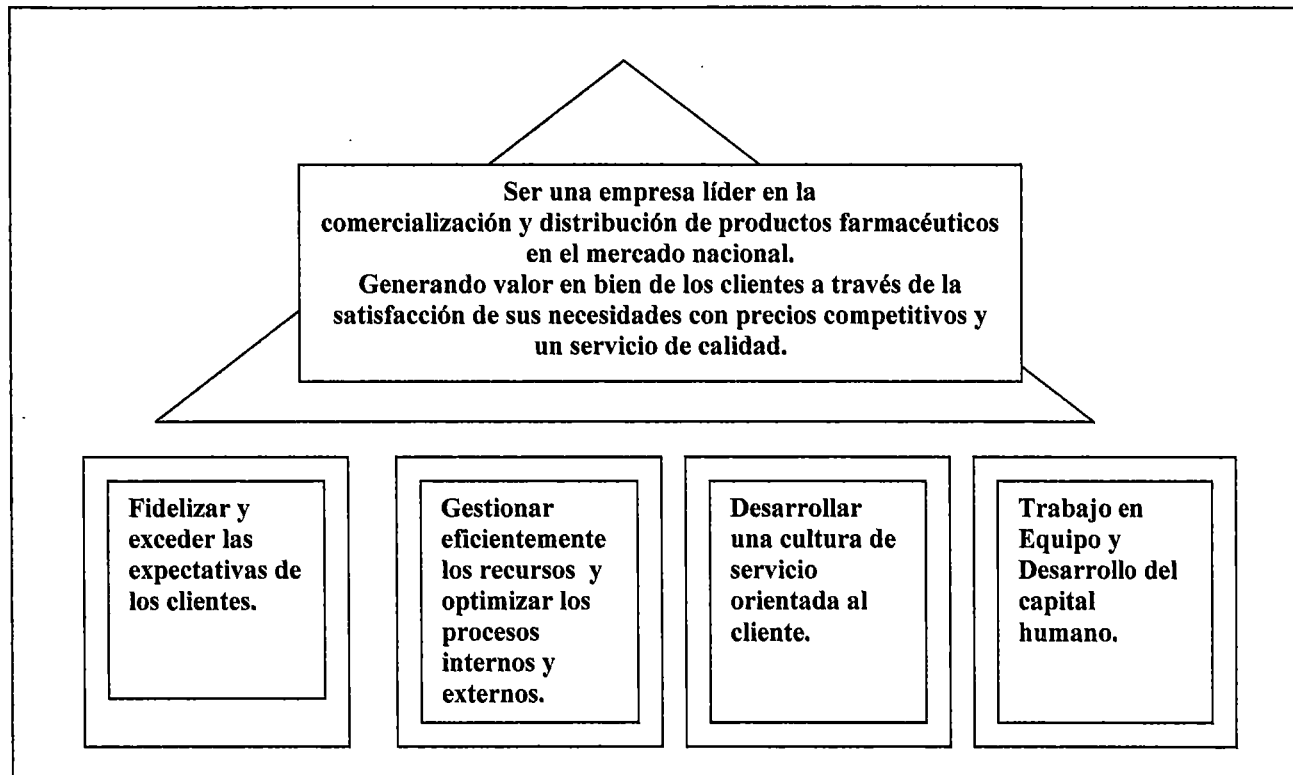 Ser una empresa líder en la
comercialización y distribución de productos farmacéuticos
en el mercado nacional.
Generando valor en bien de los clientes a través de la
satisfacción de sus necesidades con precios competitivos y
un servicio de calidad.
Fidelizar y
exceder las
expectativas de
los clientes.
Gestionar
eficientemente
los recursos y
optimizar los
procesos
internos y
externos.
Desarrollar
una cultura de
servicio
orientada al
cliente.
Trabajo en
Equipo y
Desarrollo del
capital
humano.